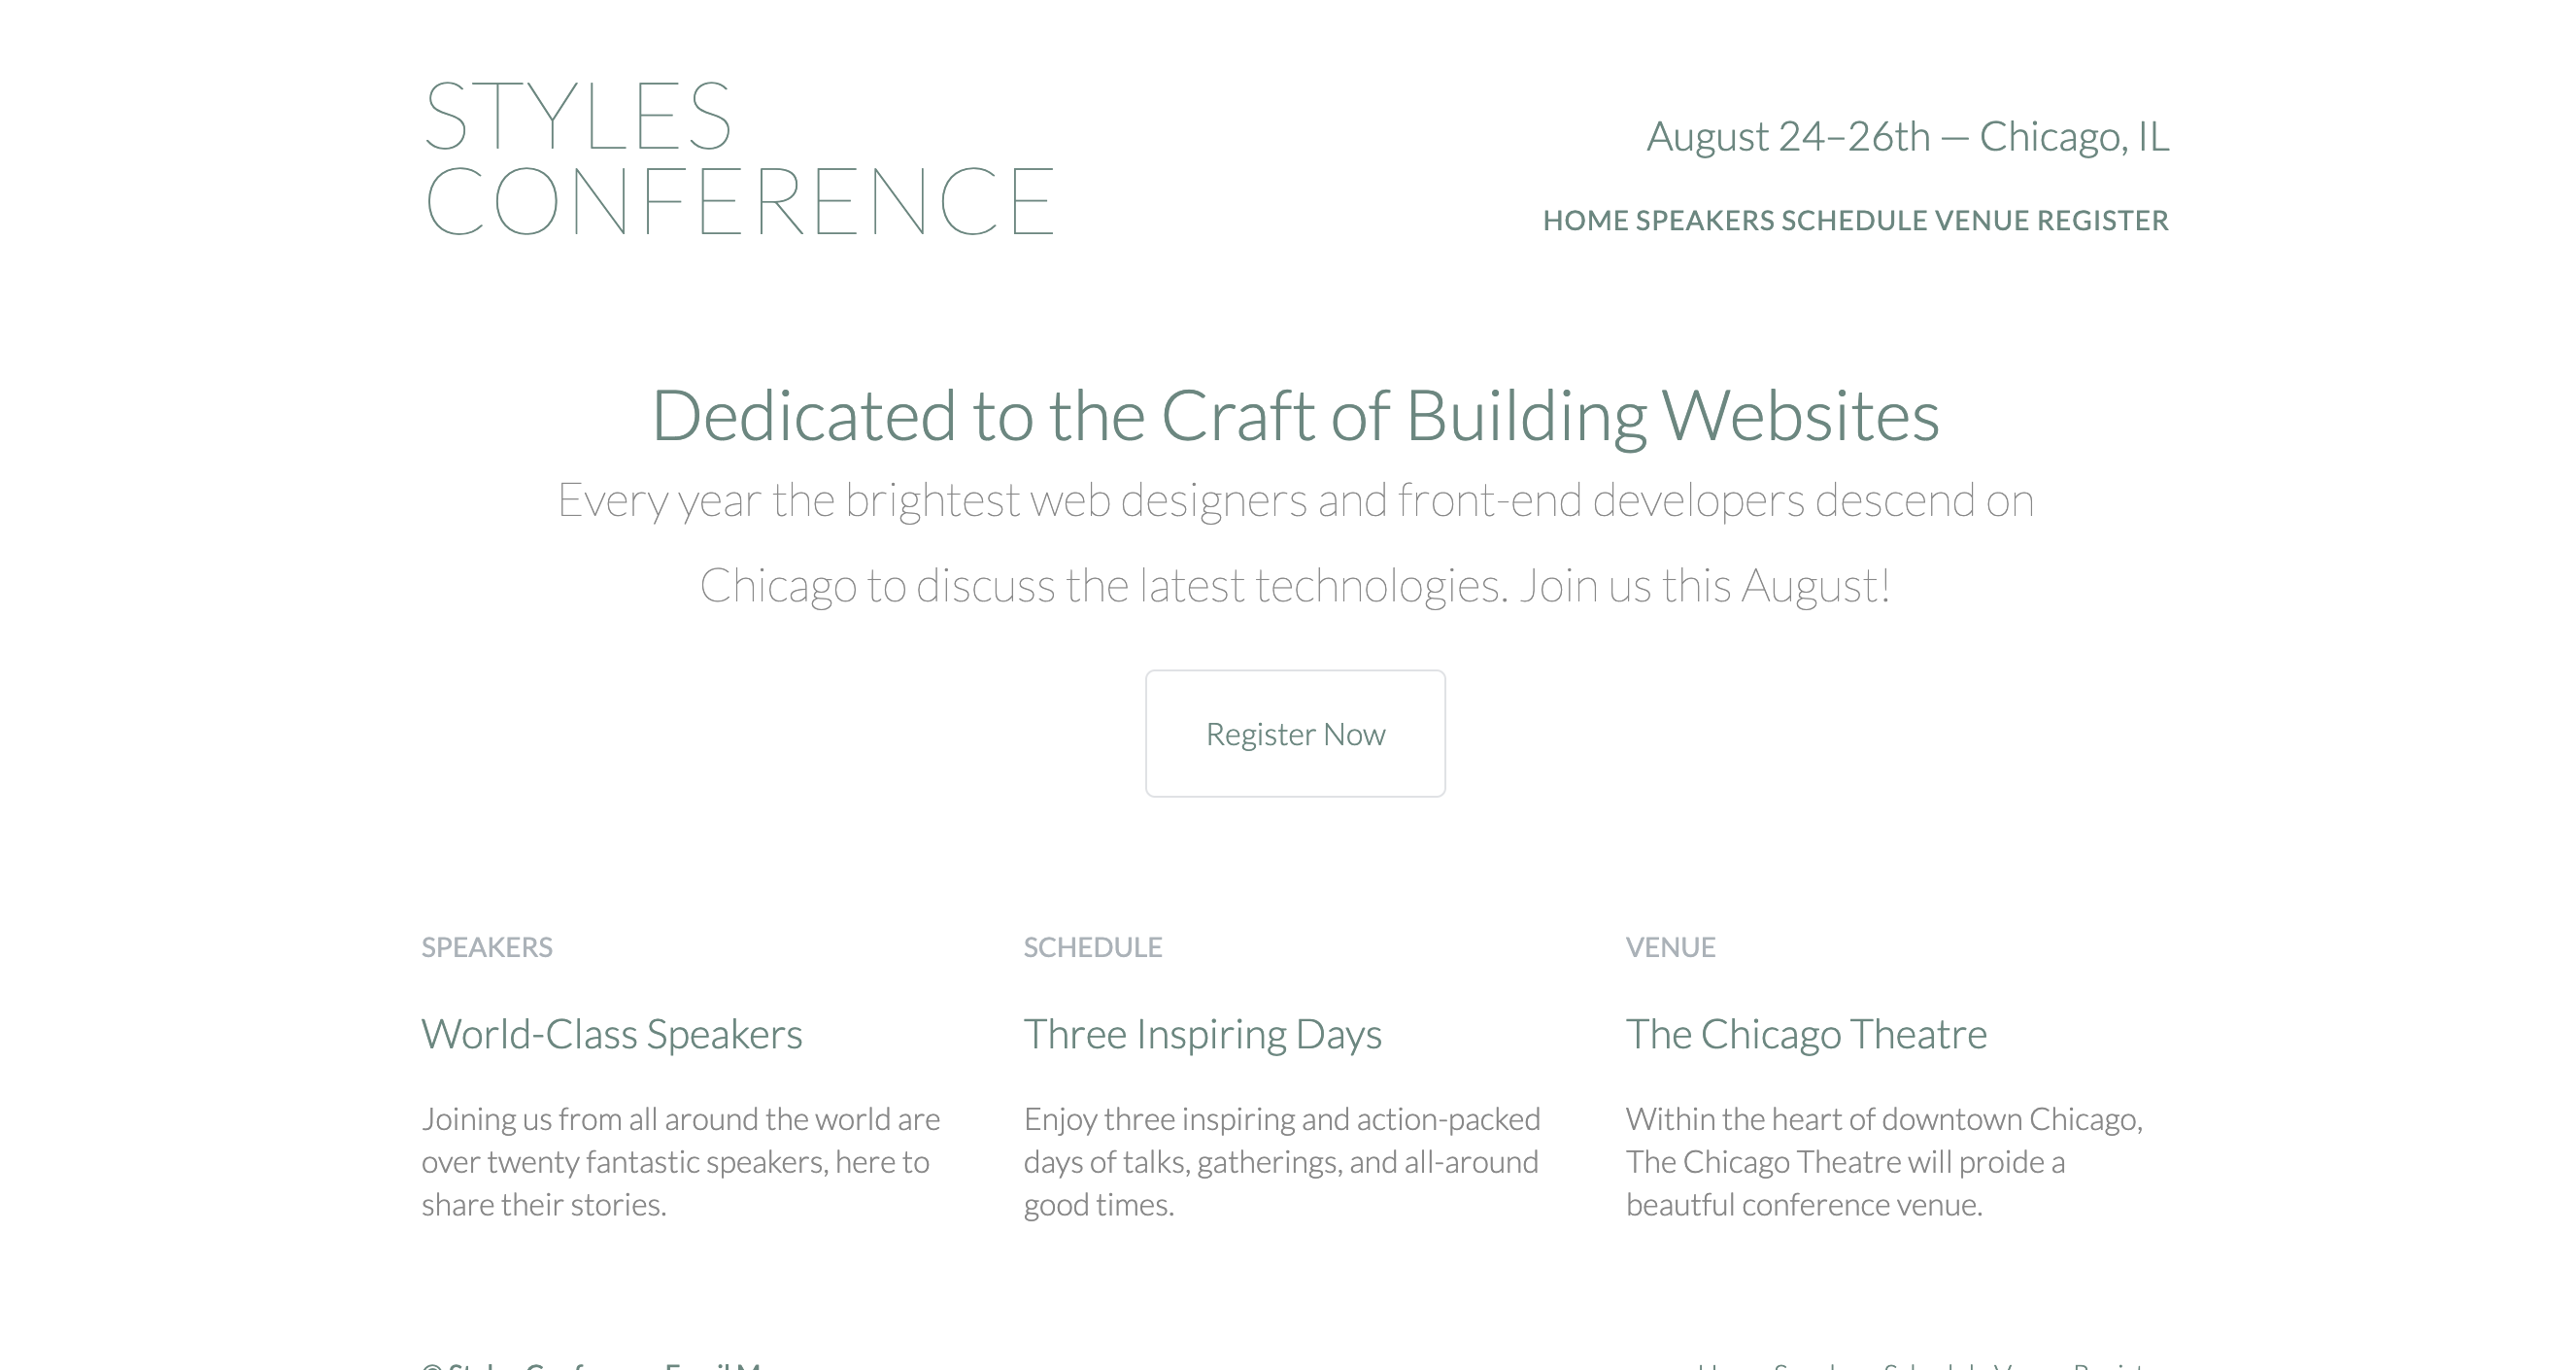 STYLES
CONFERENCE
August 24–26th — Chicago, IL
HOME SPEAKERS SCHEDULE VENUE REGISTER
Dedicated to the Craft of Building Websites
Every year the brightest web designers and front-end developers descend on
Chicago to discuss the latest technologies. Join us this August!
Register Now
SPEAKERS
World-Class Speakers
Joining us from all around the world are
over twenty fantastic speakers, here to
share their stories.
SCHEDULE
Three Inspiring Days
Enjoy three inspiring and action-packed
days of talks, gatherings, and all-around
good times.
VENUE
The Chicago Theatre
Within the heart of downtown Chicago,
The Chicago Theatre will proide a
beautful conference venue.